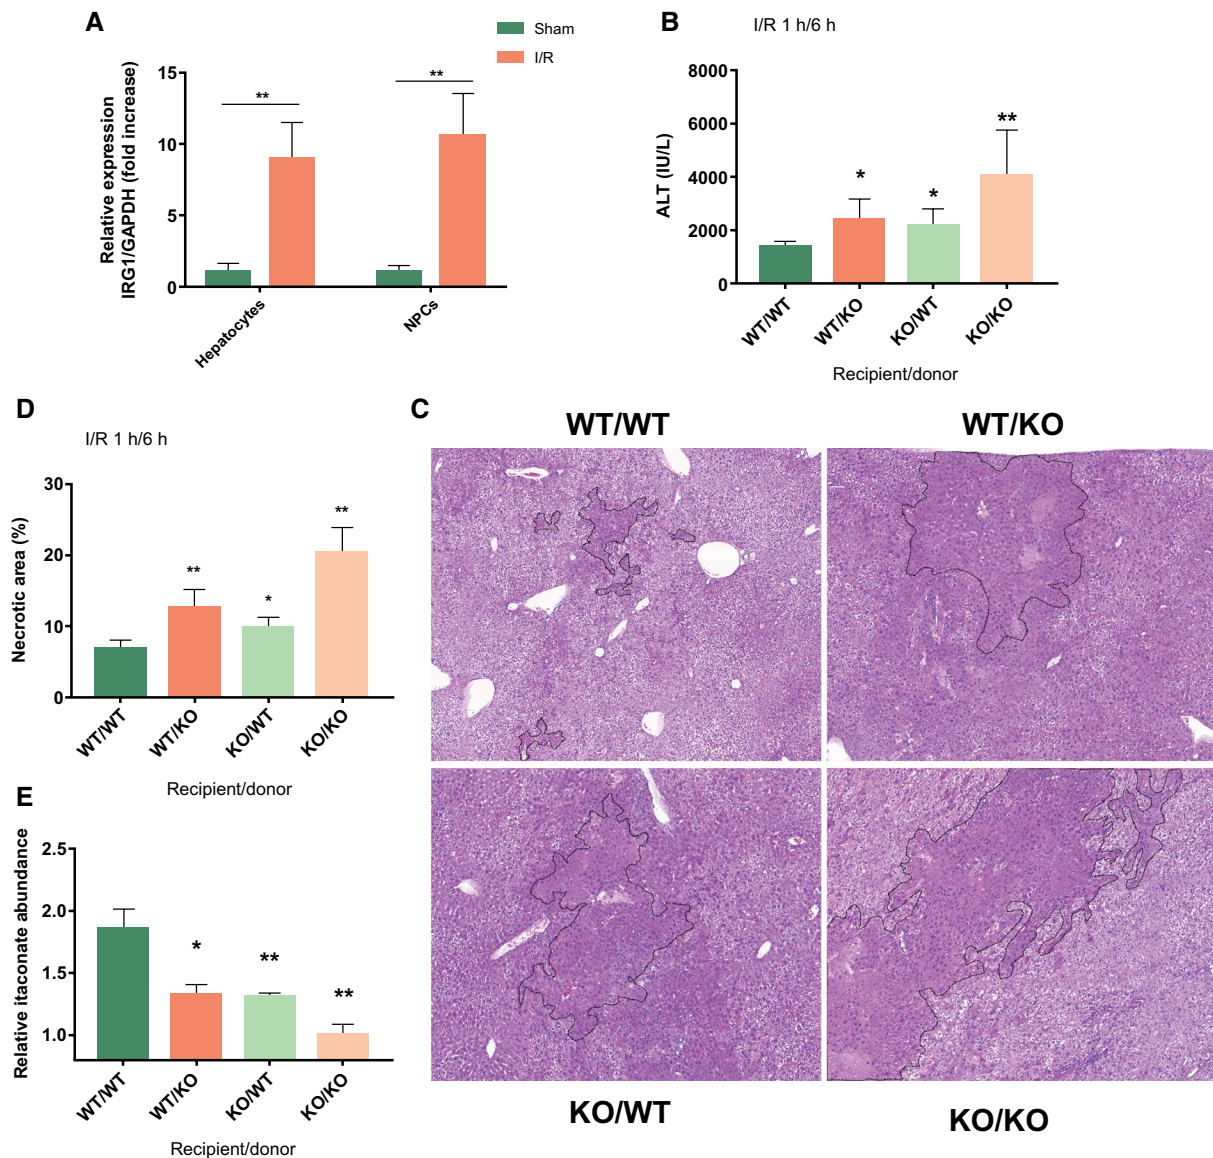 A
Sham
I/R
Relative expression
IRG1/GAPDH (fold increase)
15
10
5
0
**
**
Hepatocytes
NPCs
B
I/R 1 h/6 h
ALT (IU/L)
8000
6000
4000
2000
0
*
*
**
WT/WT
WT/KO
KO/WT
KO/KO
Recipient/donor
D
I/R 1 h/6 h
Necrotic area (%)
30
20
10
0
**
*
**
WT/WT
WT/KO
KO/WT
KO/KO
Recipient/donor
C
WT/WT
WT/KO
KO/WT
KO/KO
E
Relative itaconate abundance
2.5
2.0
1.5
1.0
*
**
**
WT/WT
WT/KO
KO/WT
KO/KO
Recipient/donor